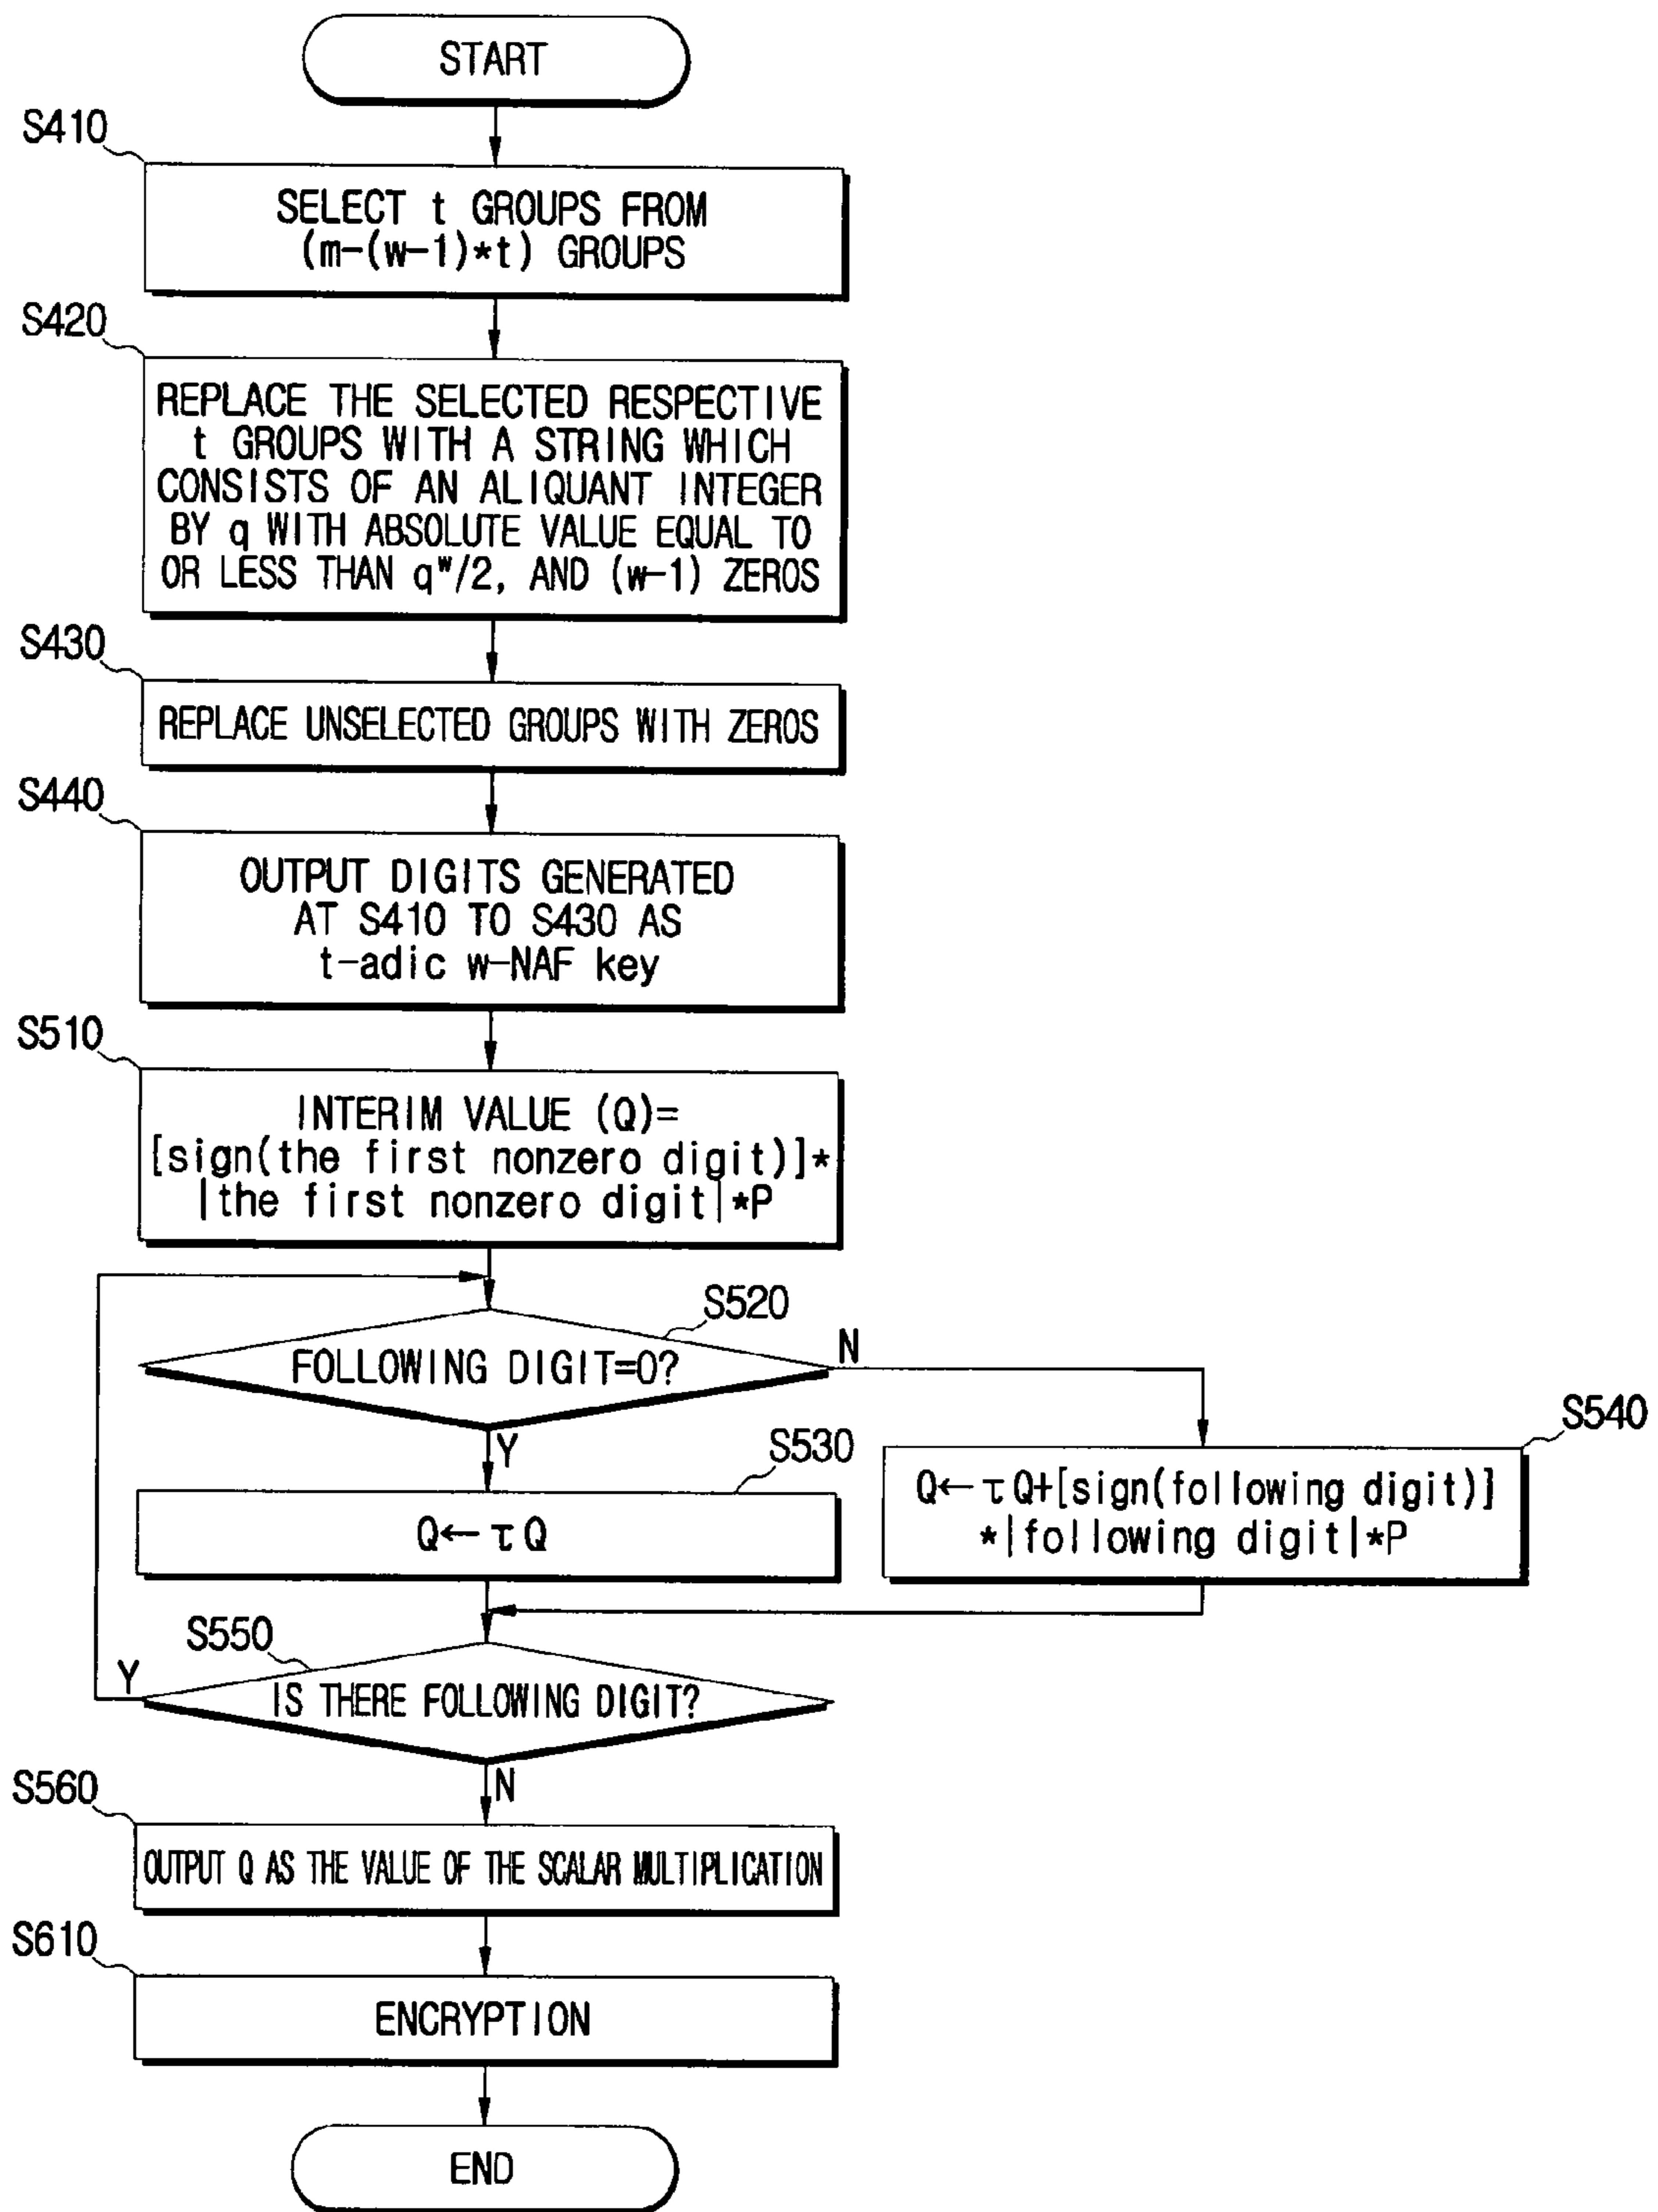 START
S410
SELECT t GROUPS FROM
(m-(w-1)*t) GROUPS
S420
REPLACE THE SELECTED RESPECTIVE
t GROUPS WITH A STRING WHICH
CONSISTS OF AN ALIQUANT INTEGER
BY q WITH ABSOLUTE VALUE EQUAL TO
OR LESS THAN qʷ/2, AND (w-1) ZEROS
S430
REPLACE UNSELECTED GROUPS WITH ZEROS
S440
OUTPUT DIGITS GENERATED
AT S410 TO S430 AS
t-adic w-NAF key
S510
INTERIM VALUE (Q)=
[sign(the first nonzero digit)]*
|the first nonzero digit|*P
S520
FOLLOWING DIGIT=0?
N
Y
S530
Q←τQ
S540
Q←τQ+[sign(following digit)]
*|following digit|*P
S550
IS THERE FOLLOWING DIGIT?
Y
N
S560
OUTPUT Q AS THE VALUE OF THE SCALAR MULTIPLICATION
S610
ENCRYPTION
END